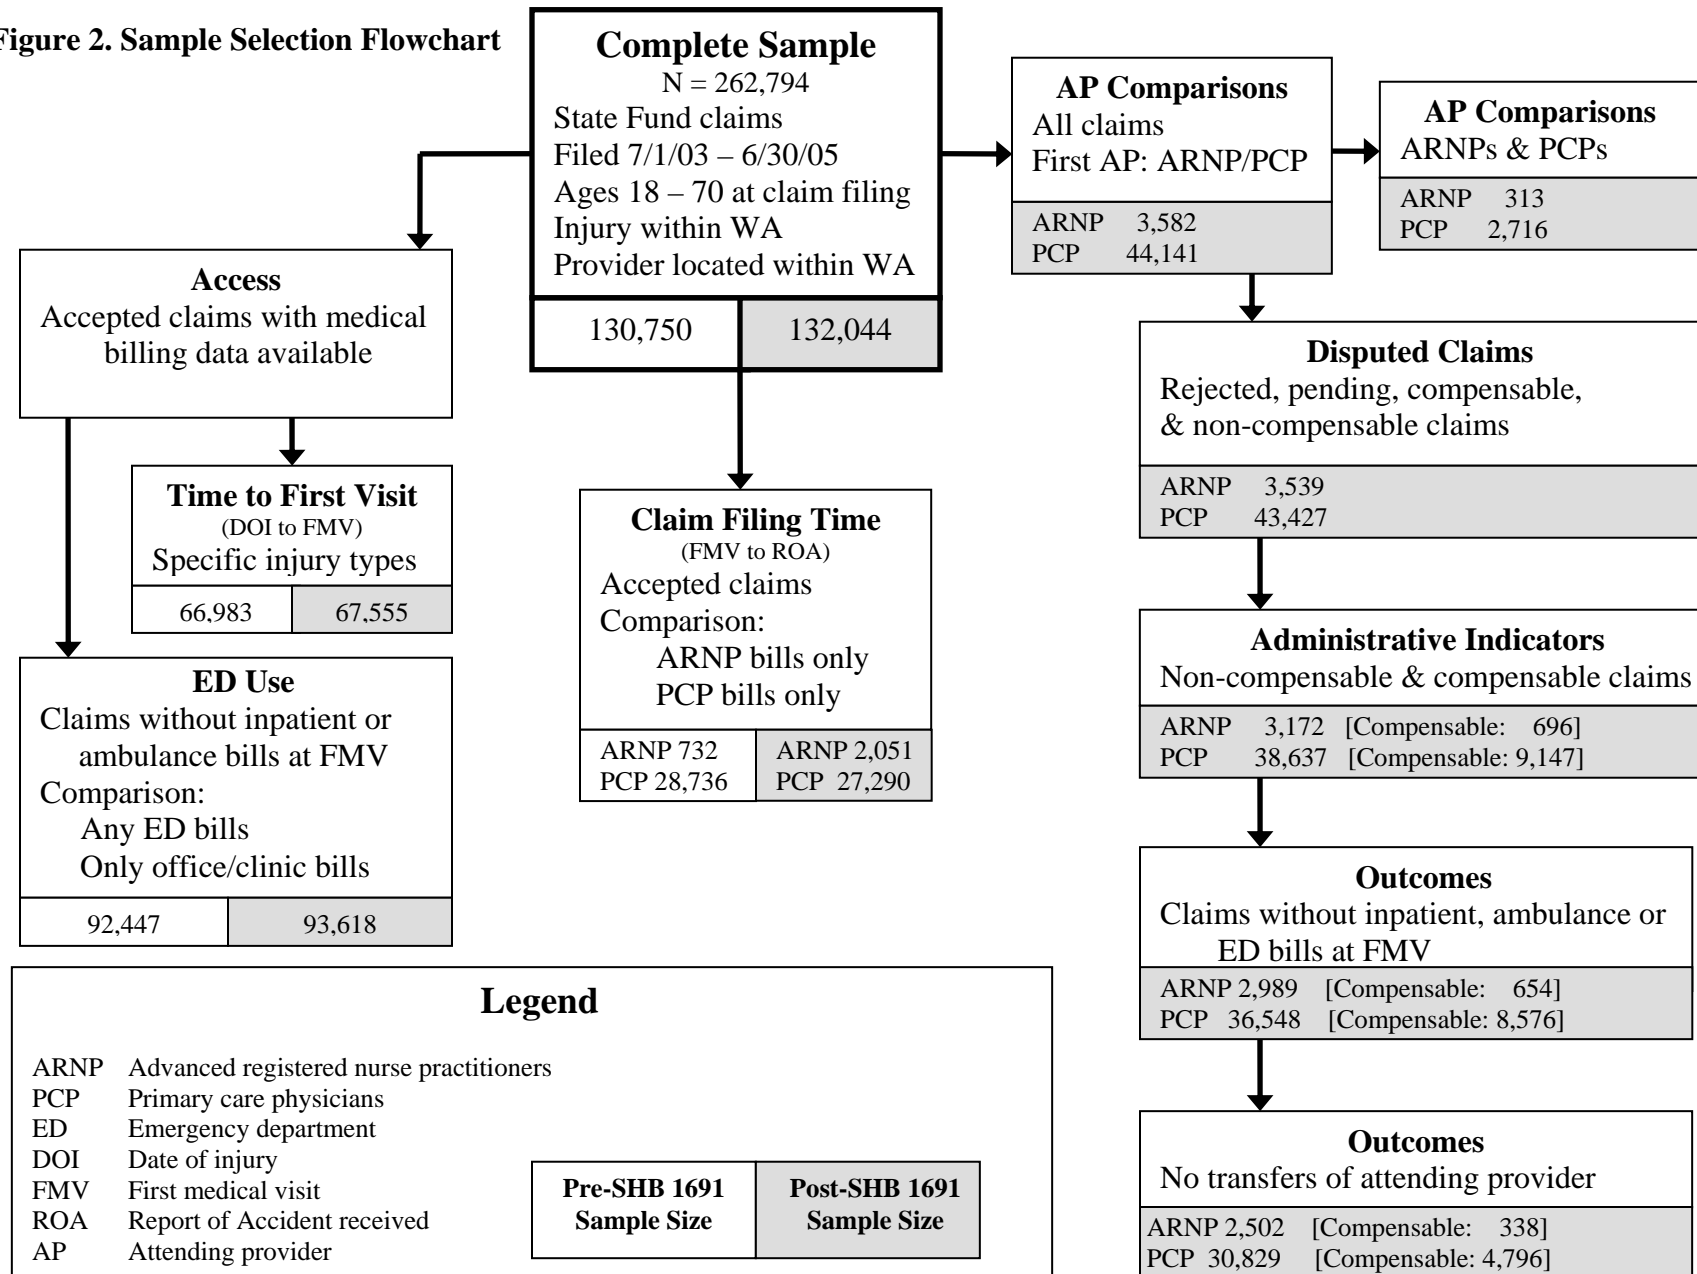 Figure 2. Sample Selection Flowchart
Complete Sample
N = 262,794
State Fund claims
Filed 7/1/03 – 6/30/05
Ages 18 – 70 at claim filing
Injury within WA
Provider located within WA
130,750 132,044
AP Comparisons
All claims
First AP: ARNP/PCP
ARNP 3,582
PCP 44,141
AP Comparisons
ARNPs & PCPs
ARNP 313
PCP 2,716
Access
Accepted claims with medical
billing data available
Time to First Visit
(DOI to FMV)
Specific injury types
66,983 67,555
ED Use
Claims without inpatient or
ambulance bills at FMV
Comparison:
Any ED bills
Only office/clinic bills
92,447 93,618
Claim Filing Time
(FMV to ROA)
Accepted claims
Comparison:
ARNP bills only
PCP bills only
ARNP 732 ARNP 2,051
PCP 28,736 PCP 27,290
Disputed Claims
Rejected, pending, compensable,
& non-compensable claims
ARNP 3,539
PCP 43,427
Administrative Indicators
Non-compensable & compensable claims
ARNP 3,172 [Compensable: 696]
PCP 38,637 [Compensable: 9,147]
Outcomes
Claims without inpatient, ambulance or
ED bills at FMV
ARNP 2,989 [Compensable: 654]
PCP 36,548 [Compensable: 8,576]
Outcomes
No transfers of attending provider
ARNP 2,502 [Compensable: 338]
PCP 30,829 [Compensable: 4,796]
Legend
ARNP Advanced registered nurse practitioners
PCP Primary care physicians
ED Emergency department
DOI Date of injury
FMV First medical visit
ROA Report of Accident received
AP Attending provider
Pre-SHB 1691 Post-SHB 1691
Sample Size Sample Size